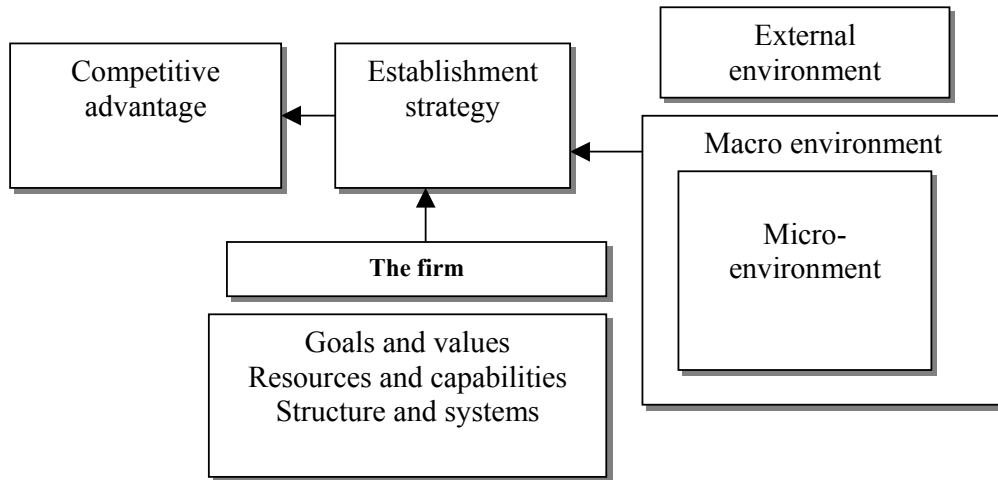 Competitive
advantage
Establishment
strategy
External
environment
Macro environment
Micro-
environment
The firm
Goals and values
Resources and capabilities
Structure and systems